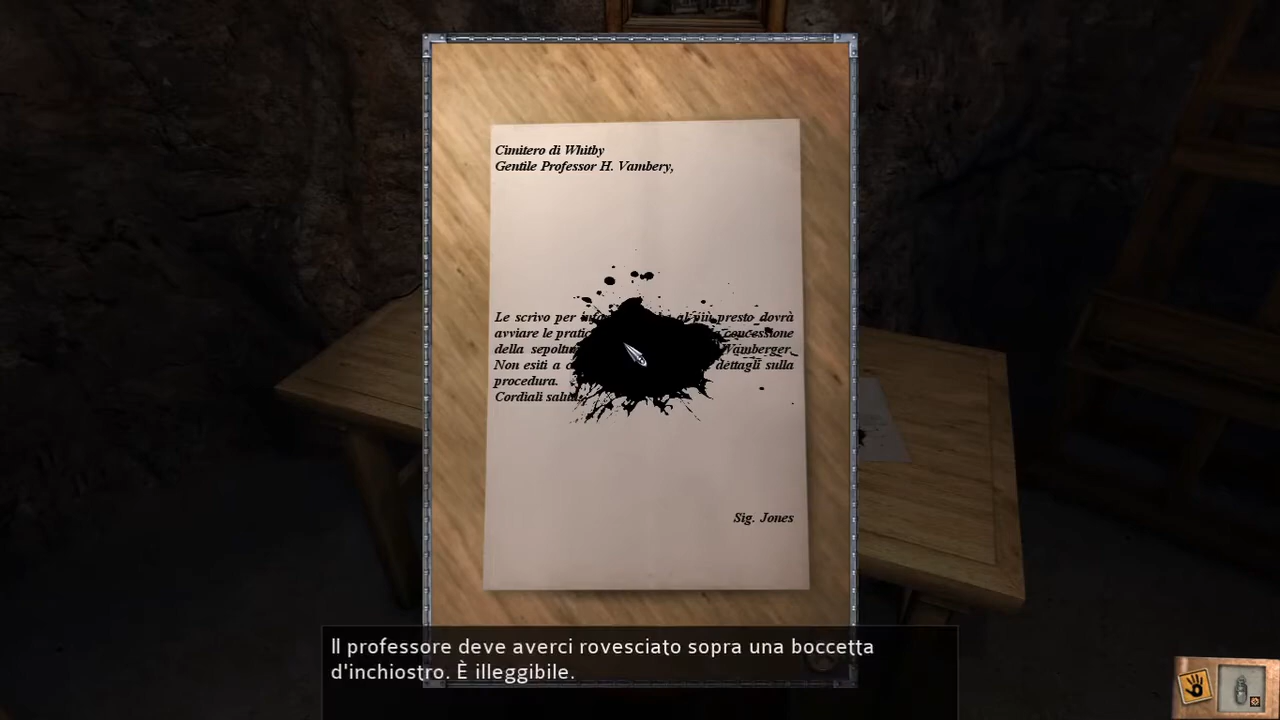 Cimitero di Whitby
Gentile Professor H. Vambery,
Le scrivo per al più presto dovrà
avviare le concessione
della Wamberger.
Non esiti a dettagli sulla
procedura.
Cordiali
Sig. Jones
Il professore deve averci rovesciato sopra una boccetta
d'inchiostro. È illeggibile.